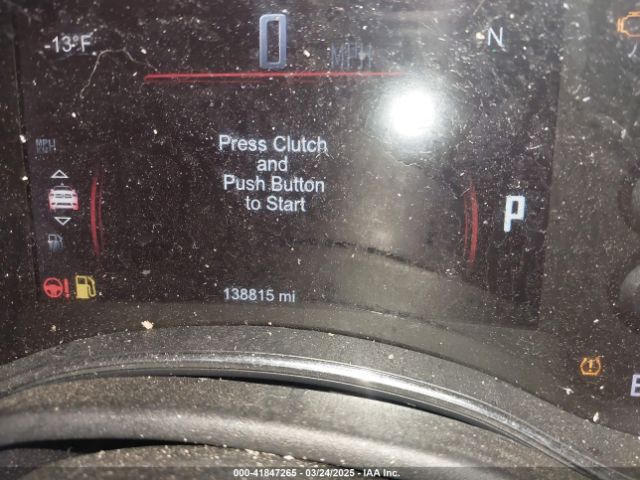 -13°F
0 MPH
N
Press Clutch
and
Push Button
to Start
MPH
P
138815 mi
E
000-41847265 - 03/24/2025 - IAA Inc.